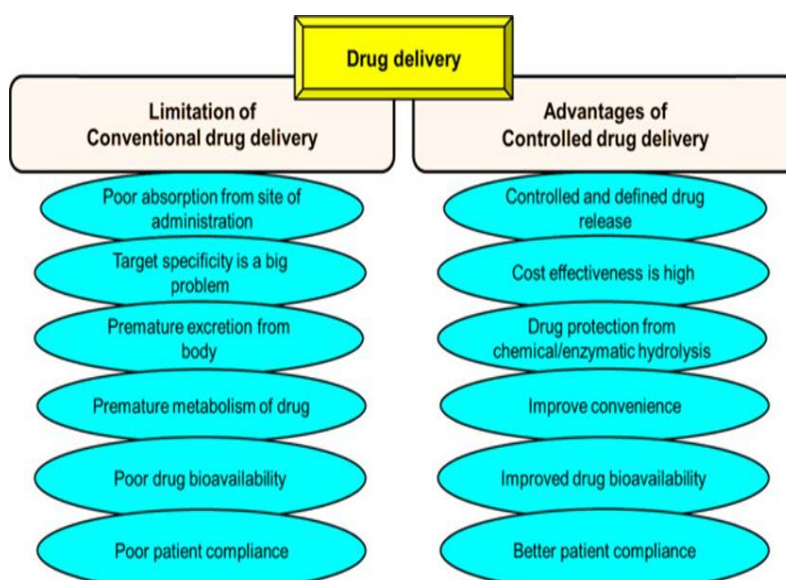 Drug delivery
Limitation of
Conventional drug delivery
Poor absorption from site of
administration
Target specificity is a big
problem
Premature excretion from
body
Premature metabolism of drug
Poor drug bioavailability
Poor patient compliance
Advantages of
Controlled drug delivery
Controlled and defined drug
release
Cost effectiveness is high
Drug protection from
chemical/enzymatic hydrolysis
Improve convenience
Improved drug bioavailability
Better patient compliance